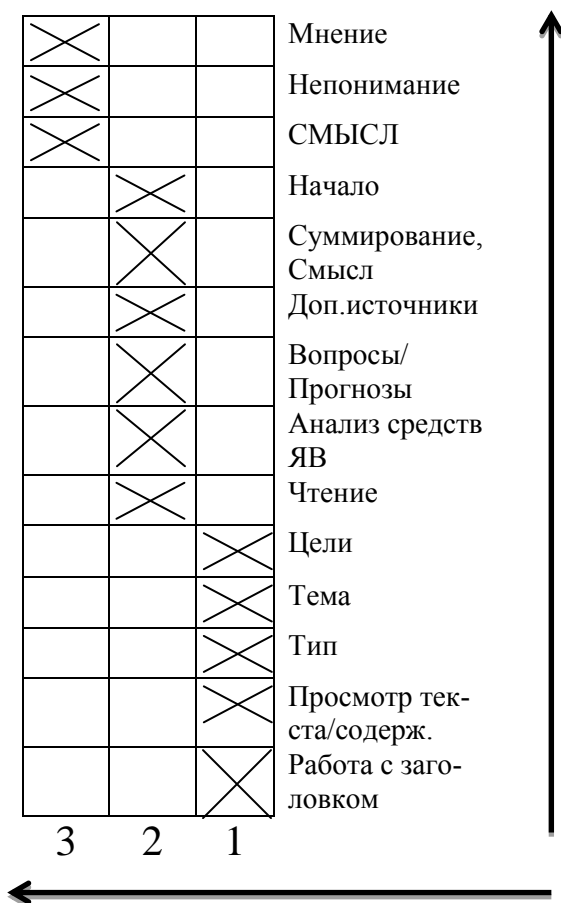 Мнение
Непонимание
СМЫСЛ
Начало
Суммирование,
Смысл
Доп.источники
Вопросы/
Прогнозы
Анализ средств
ЯВ
Чтение
Цели
Тема
Тип
Просмотр тек-
ста/содерж.
Работа с заго-
ловком
3 2 1